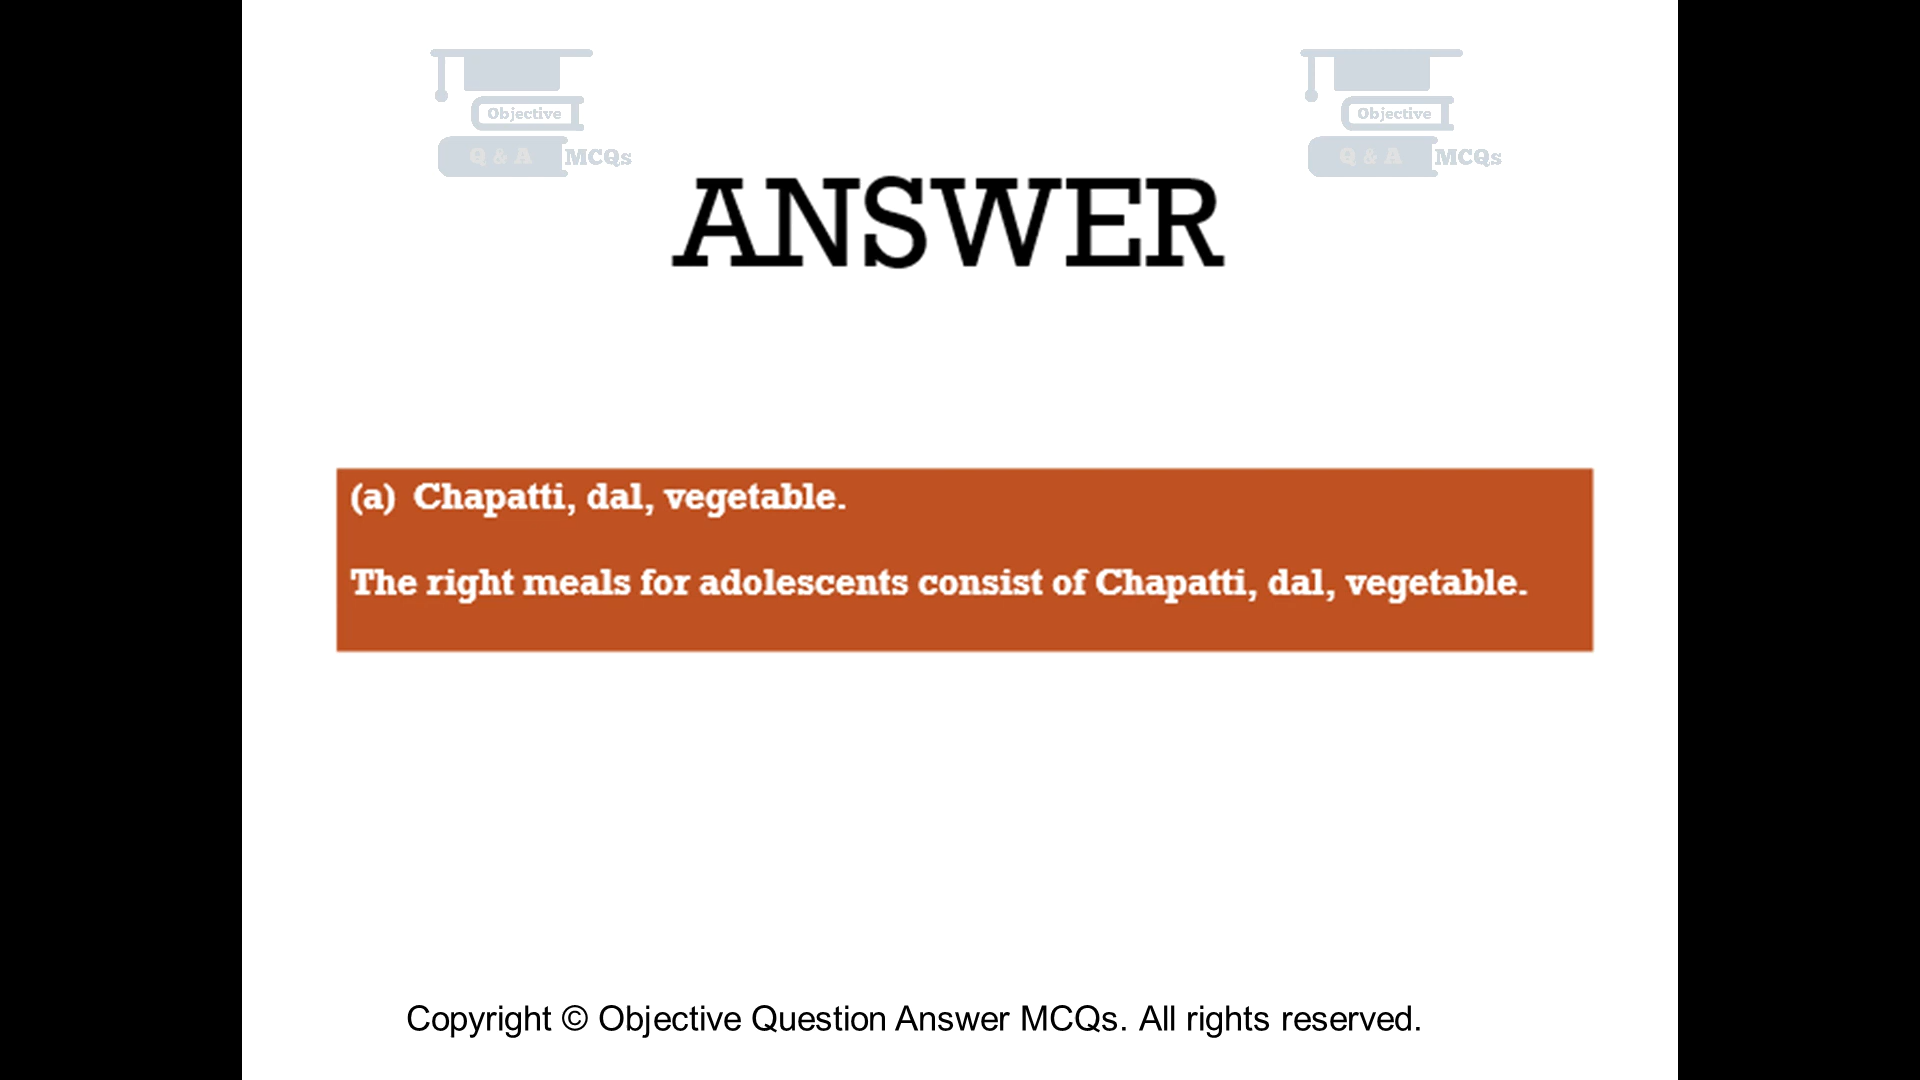 Objective
Q & A MCQs
Objective
Q & A MCQs
ANSWER
(a) Chapatti, dal, vegetable.
The right meals for adolescents consist of Chapatti, dal, vegetable.
Copyright © Objective Question Answer MCQs. All rights reserved.